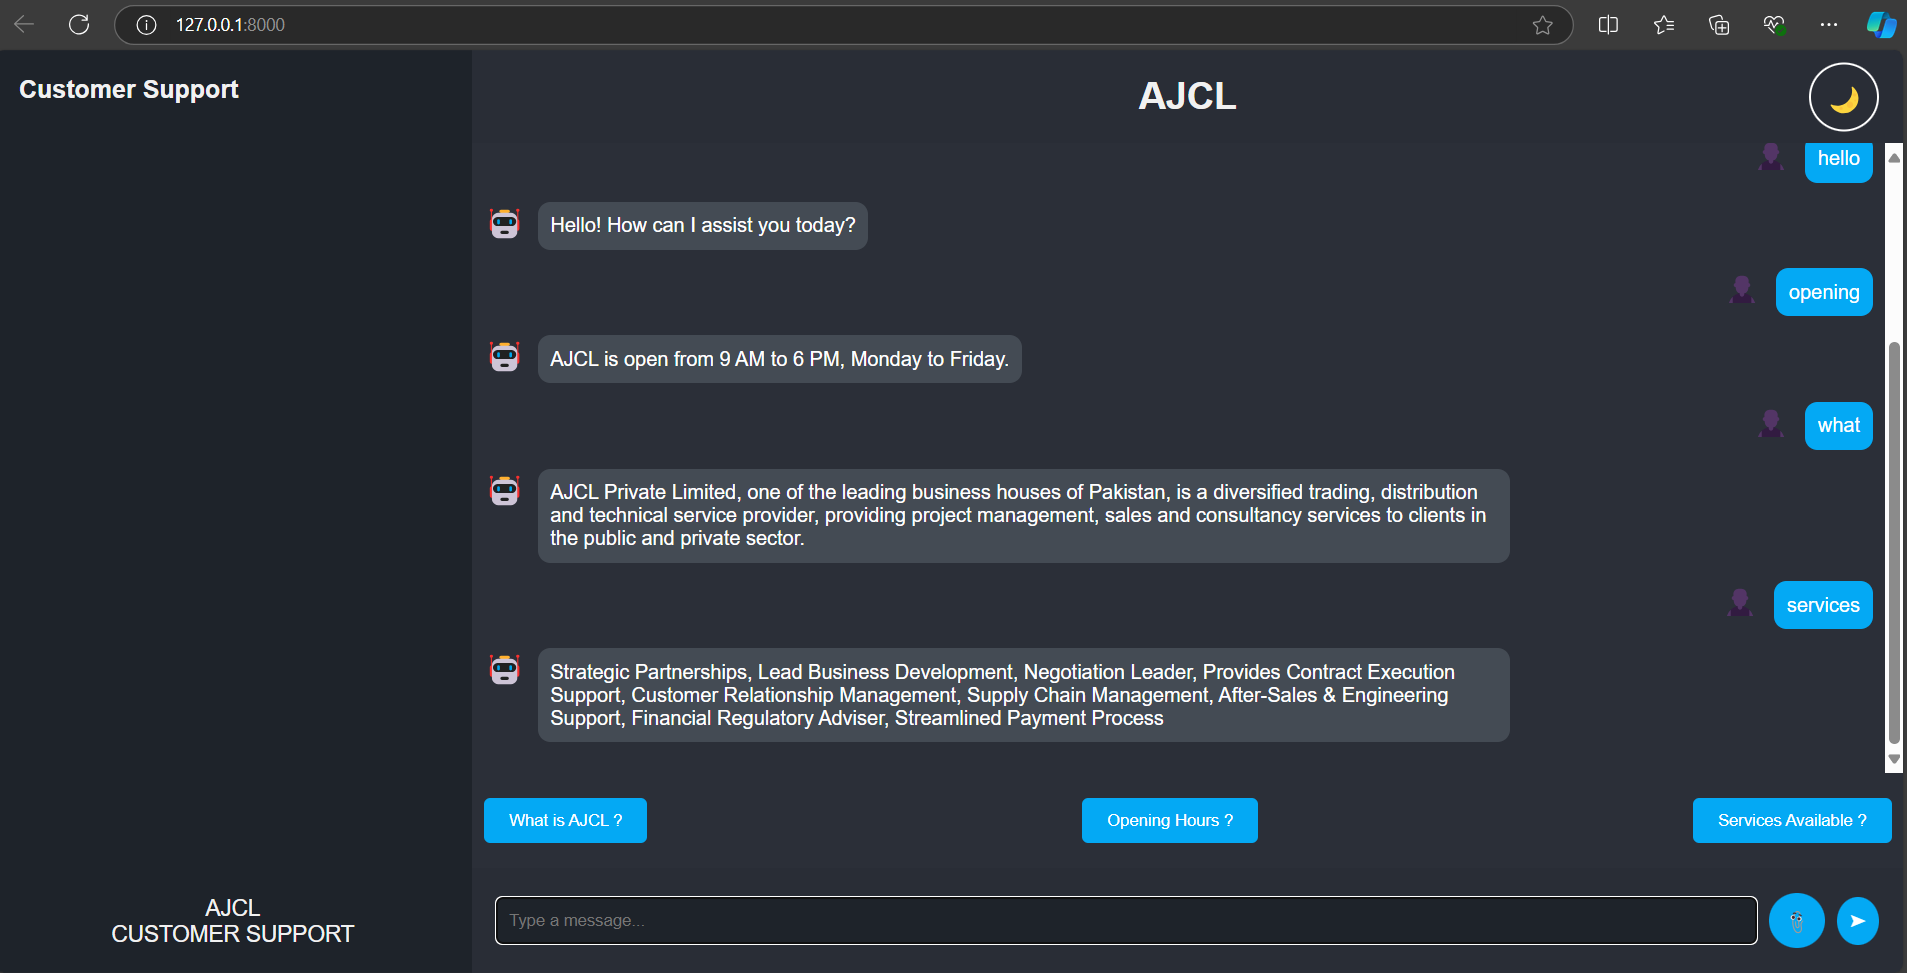 127.0.0.1:8000
Customer Support
AJCL
hello
Hello! How can I assist you today?
opening
AJCL is open from 9 AM to 6 PM, Monday to Friday.
what
AJCL Private Limited, one of the leading business houses of Pakistan, is a diversified trading, distribution
and technical service provider, providing project management, sales and consultancy services to clients in
the public and private sector.
services
Strategic Partnerships, Lead Business Development, Negotiation Leader, Provides Contract Execution
Support, Customer Relationship Management, Supply Chain Management, After-Sales & Engineering
Support, Financial Regulatory Adviser, Streamlined Payment Process
What is AJCL ?
Opening Hours ?
Services Available ?
AJCL
CUSTOMER SUPPORT
Type a message...